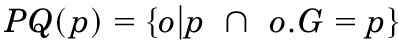 PQ(p) = {o|p ∩ o.G = p}